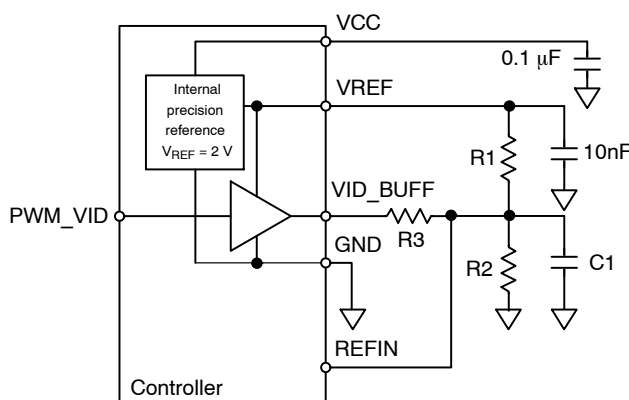 VCC
0.1 μF
Internal
precision
reference
V_REF = 2 V
VREF
R1
10nF
PWM_VID
VID_BUFF
R3
GND
R2
C1
REFIN
Controller